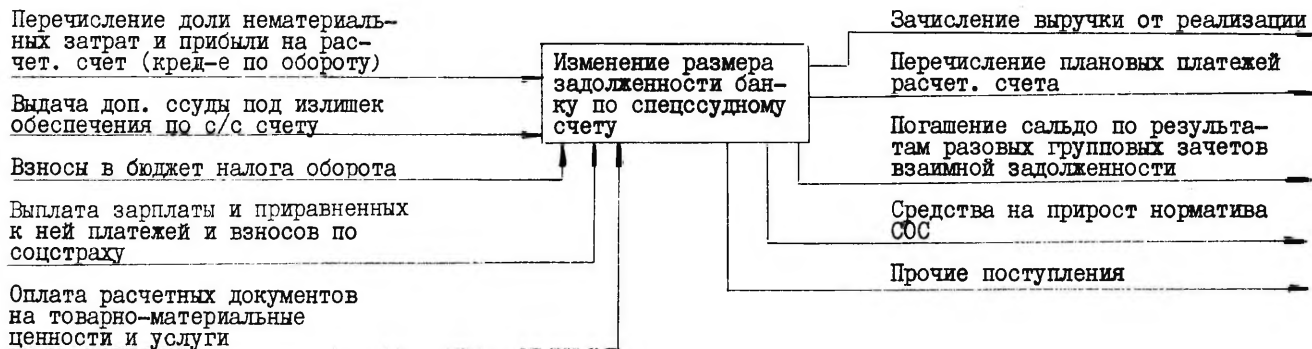 Перечисление доли нематериаль-
ных затрат и прибыли на рас-
чет. счет (кред-е по обороту)
Выдача доп. ссуды под излишек
обеспечения по с/с счету
Взносы в бюджет налога оборота
Выплата зарплаты и приравненных
к ней платежей и взносов по
соцстраху
Оплата расчетных документов
на товарно-материальные
ценности и услуги
Изменение размера
задолженности бан-
ку по спецссудному
счету
Зачисление выручки от реализации
Перечисление плановых платежей
расчет. счета
Погашение сальдо по результа-
там разовых групповых зачетов
взаимной задолженности
Средства на прирост норматива
СОС
Прочие поступления